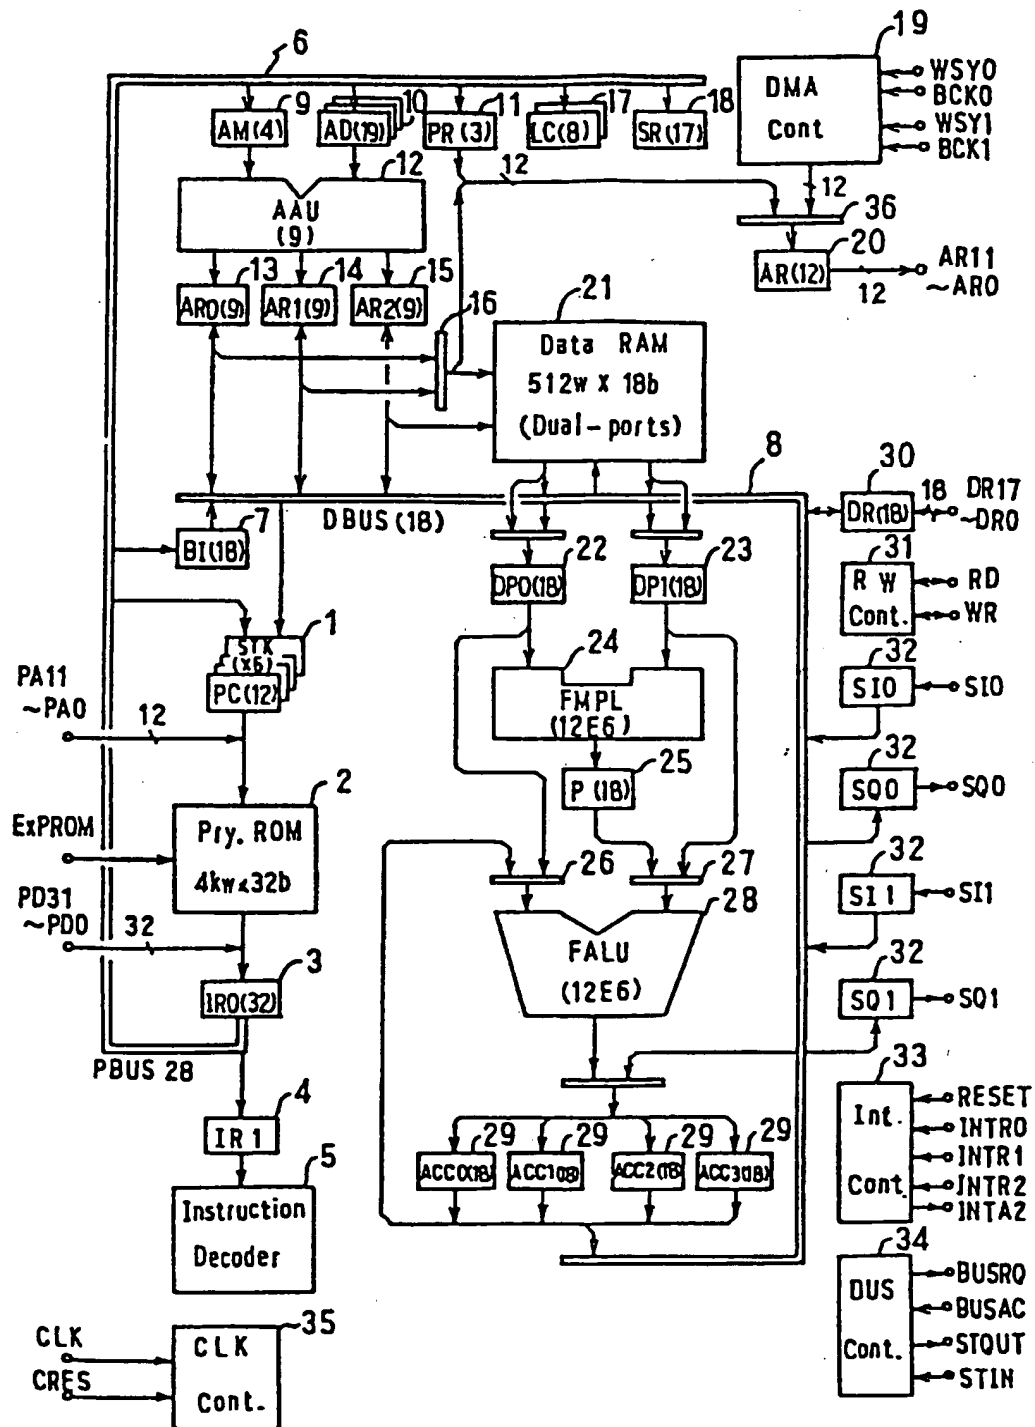 6
19
DMA
Cont
WSY0
BCK0
WSY1
BCK1
9
10
11
17
18
AM(4)
AD(19)
PR(3)
LC(8)
SR(17)
12
12
12
36
AAU
(9)
20
AR(12)
12
AR11
~AR0
13
14
15
16
21
AR0(9)
AR1(9)
AR2(9)
Data RAM
512w X 18b
(Dual-ports)
8
DBUS(18)
30
DR(18)
18
DR17
~DR0
7
BI(18)
22
23
DP0(18)
DP1(18)
31
R W
Cont.
RD
WR
1
STK
(x6)
PC(12)
PA11
~PA0
12
24
FMPL
(12E6)
32
SI0
SI0
25
P(18)
32
SQ0
SQ0
2
Pry. ROM
4kw x 32b
ExPROM
PD31
~PD0
32
26
27
28
FALU
(12E6)
32
SI1
SI1
3
IR0(32)
32
SQ1
SQ1
PBUS 28
4
IR1
33
Int.
Cont
RESET
INTR0
INTR1
INTR2
INTA2
29
29
29
29
ACC0(18)
ACC1(18)
ACC2(18)
ACC3(18)
5
Instruction
Decoder
34
DUS
Cont.
BUSRQ
BUSAC
STQUT
STIN
35
CLK
Cont.
CLK
CRES